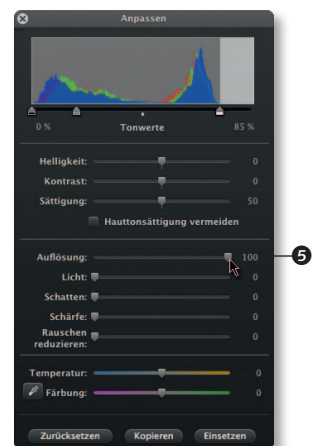 Anpassen
0 % Tonwerte 85 %
Helligkeit: 0
Kontrast: 0
Sättigung: 50
Hauttonsättigung vermeiden
Auflösung: 100
5
Licht: 0
Schatten: 0
Schärfe: 0
Rauschen
reduzieren: 0
Temperatur: 0
Färbung: 0
Zurücksetzen Kopieren Einsetzen